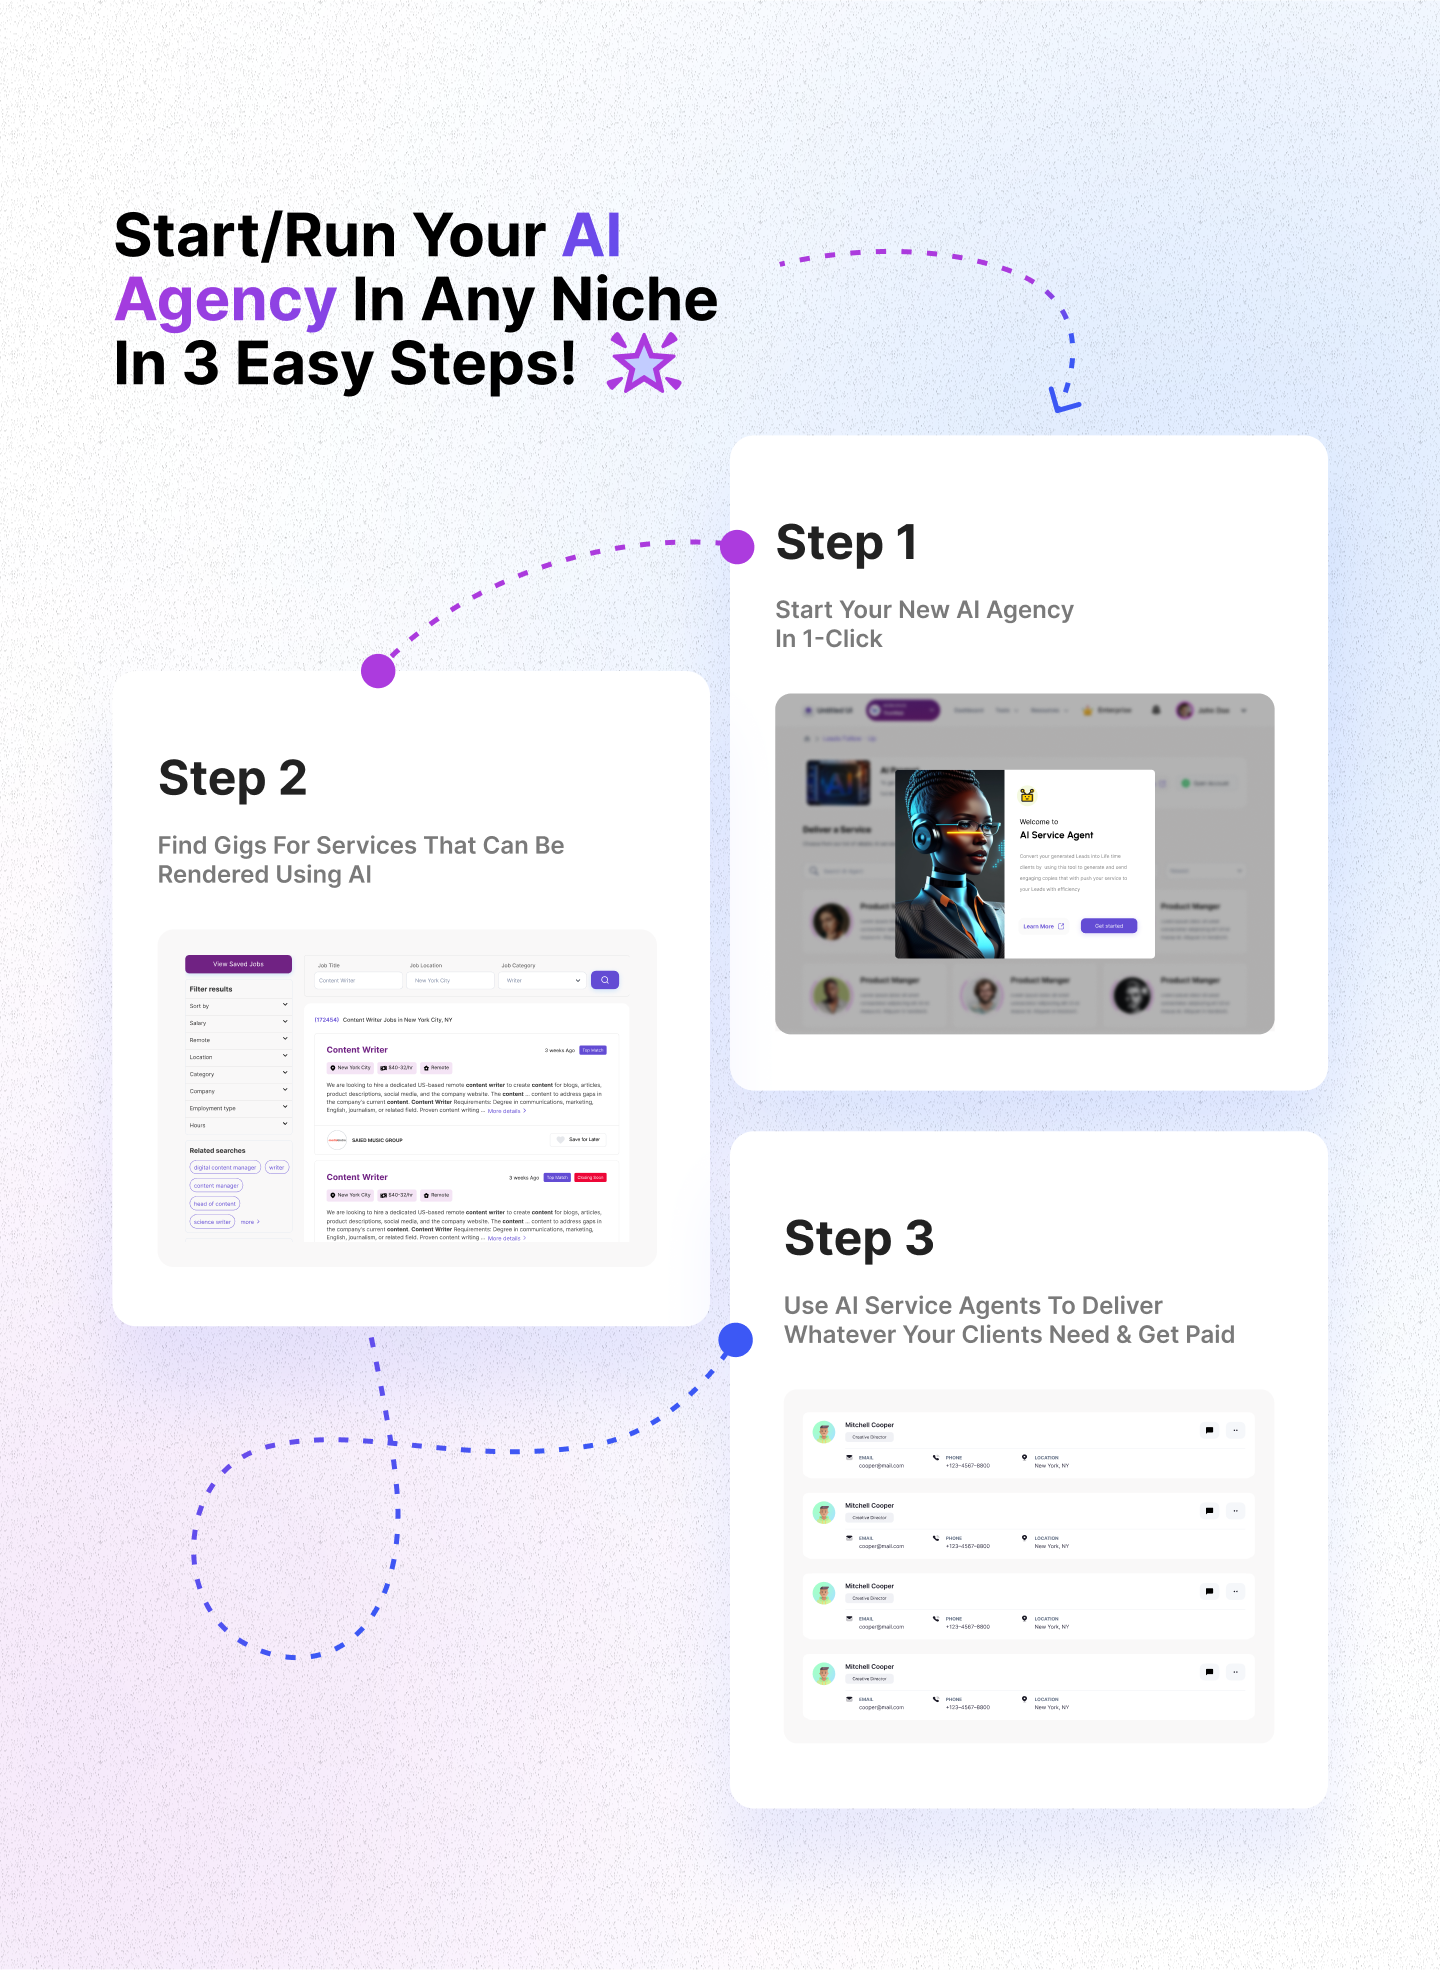 Start/Run Your AI
Agency In Any Niche
In 3 Easy Steps!
Step 1
Start Your New AI Agency
In 1-Click
Untitled UI
Dashboard
Enterprise
John Doe
Deliver a Service
Welcome to
AI Service Agent
Convert your generated Leads into Life time
clients by using this tool to generate and send
engaging copies that with push your service to
your Leads with efficiency
Learn More
Get started
Product Manger
Product Manger
Product Manger
Product Manger
Step 2
Find Gigs For Services That Can Be
Rendered Using AI
View Saved Jobs
Filter results
Sort by
Salary
Remote
Location
Category
Company
Employment type
Hours
Related searches
digital content manager
writer
content manager
head of content
science writer
more >
Job Title
Job Location
Job Category
Content Writer
New York City
Writer
(172454) Content Writer Jobs in New York City, NY
Content Writer
3 weeks Ago
Top Match
New York City
$40-32/hr
Remote
We are looking to hire a dedicated US-based remote content writer to create content for blogs, articles,
product descriptions, social media, and the company website. The content ... content to address gaps in
the company's current content. Content Writer Requirements: Degree in communications, marketing,
English, journalism, or related field. Proven content writing ... More details >
SAIED MUSIC GROUP
Save for Later
Content Writer
3 weeks Ago
Top Match
Closing Soon
New York City
$40-32/hr
Remote
We are looking to hire a dedicated US-based remote content writer to create content for blogs, articles,
product descriptions, social media, and the company website. The content ... content to address gaps in
the company's current content. Content Writer Requirements: Degree in communications, marketing,
English, journalism, or related field. Proven content writing ... More details >
Step 3
Use AI Service Agents To Deliver
Whatever Your Clients Need & Get Paid
Mitchell Cooper
Creative Director
EMAIL
PHONE
LOCATION
cooper@mail.com
+123-4567-8800
New York, NY
Mitchell Cooper
Creative Director
EMAIL
PHONE
LOCATION
cooper@mail.com
+123-4567-8800
New York, NY
Mitchell Cooper
Creative Director
EMAIL
PHONE
LOCATION
cooper@mail.com
+123-4567-8800
New York, NY
Mitchell Cooper
Creative Director
EMAIL
PHONE
LOCATION
cooper@mail.com
+123-4567-8800
New York, NY